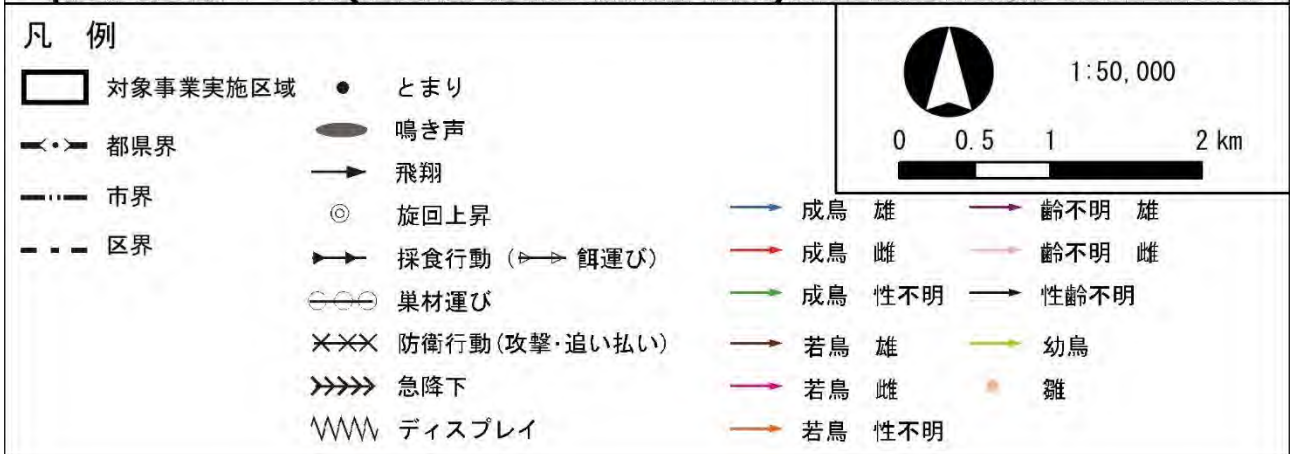 凡 例
対象事業実施区域
都県界
市界
区界
とまり
鳴き声
飛翔
旋回上昇
採食行動 ( 餌運び)
巣材運び
防衛行動(攻撃･追い払い)
急降下
ディスプレイ
1:50,000
0 0.5 1 2 km
成鳥 雄
成鳥 雌
成鳥 性不明
若鳥 雄
若鳥 雌
若鳥 性不明
齢不明 雄
齢不明 雌
性齢不明
幼鳥
雛